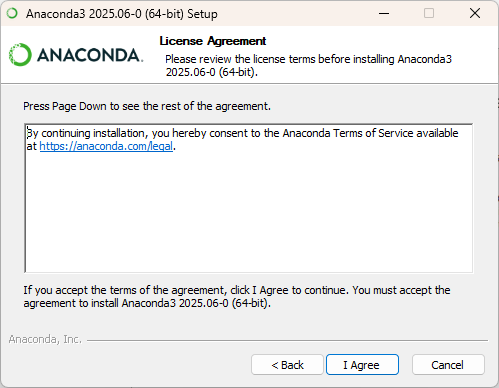 Anaconda3 2025.06-0 (64-bit) Setup
ANACONDA.
License Agreement
Please review the license terms before installing Anaconda3
2025.06-0 (64-bit).
Press Page Down to see the rest of the agreement.
By continuing installation, you hereby consent to the Anaconda Terms of Service available
at https://anaconda.com/legal.
If you accept the terms of the agreement, click I Agree to continue. You must accept the
agreement to install Anaconda3 2025.06-0 (64-bit).
Anaconda, Inc.
< Back
I Agree
Cancel